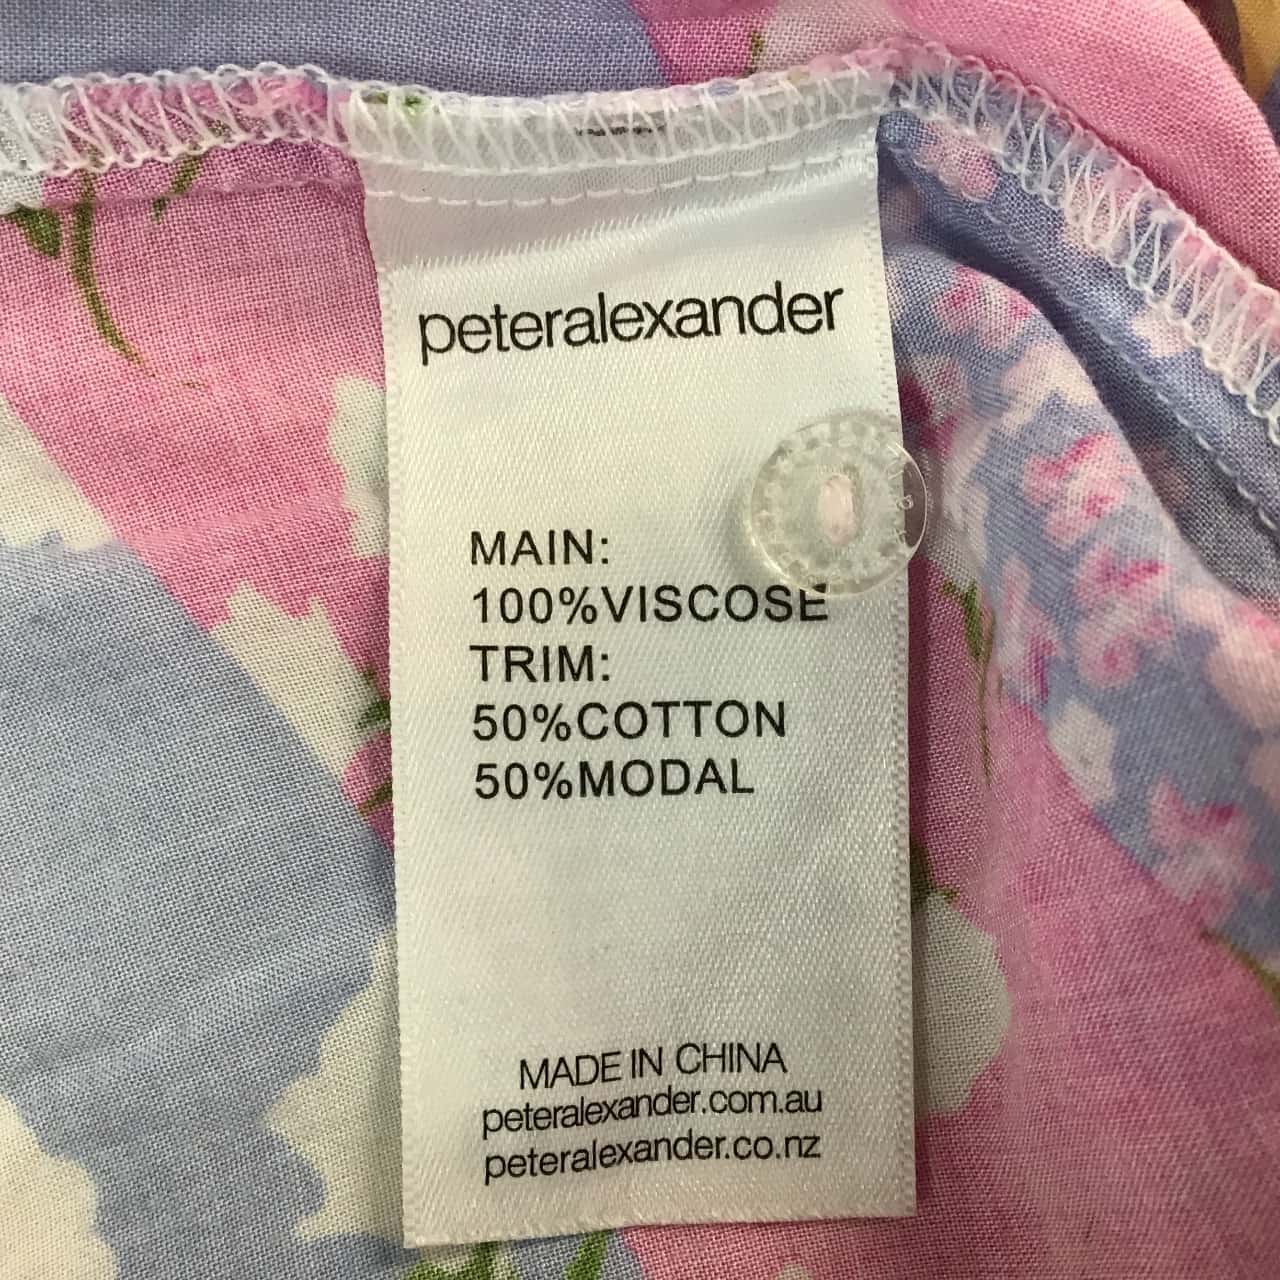 peteralexander
MAIN:
100%VISCOSE
TRIM:
50%COTTON
50%MODAL
MADE IN CHINA
peteralexander.com.au
peteralexander.co.nz